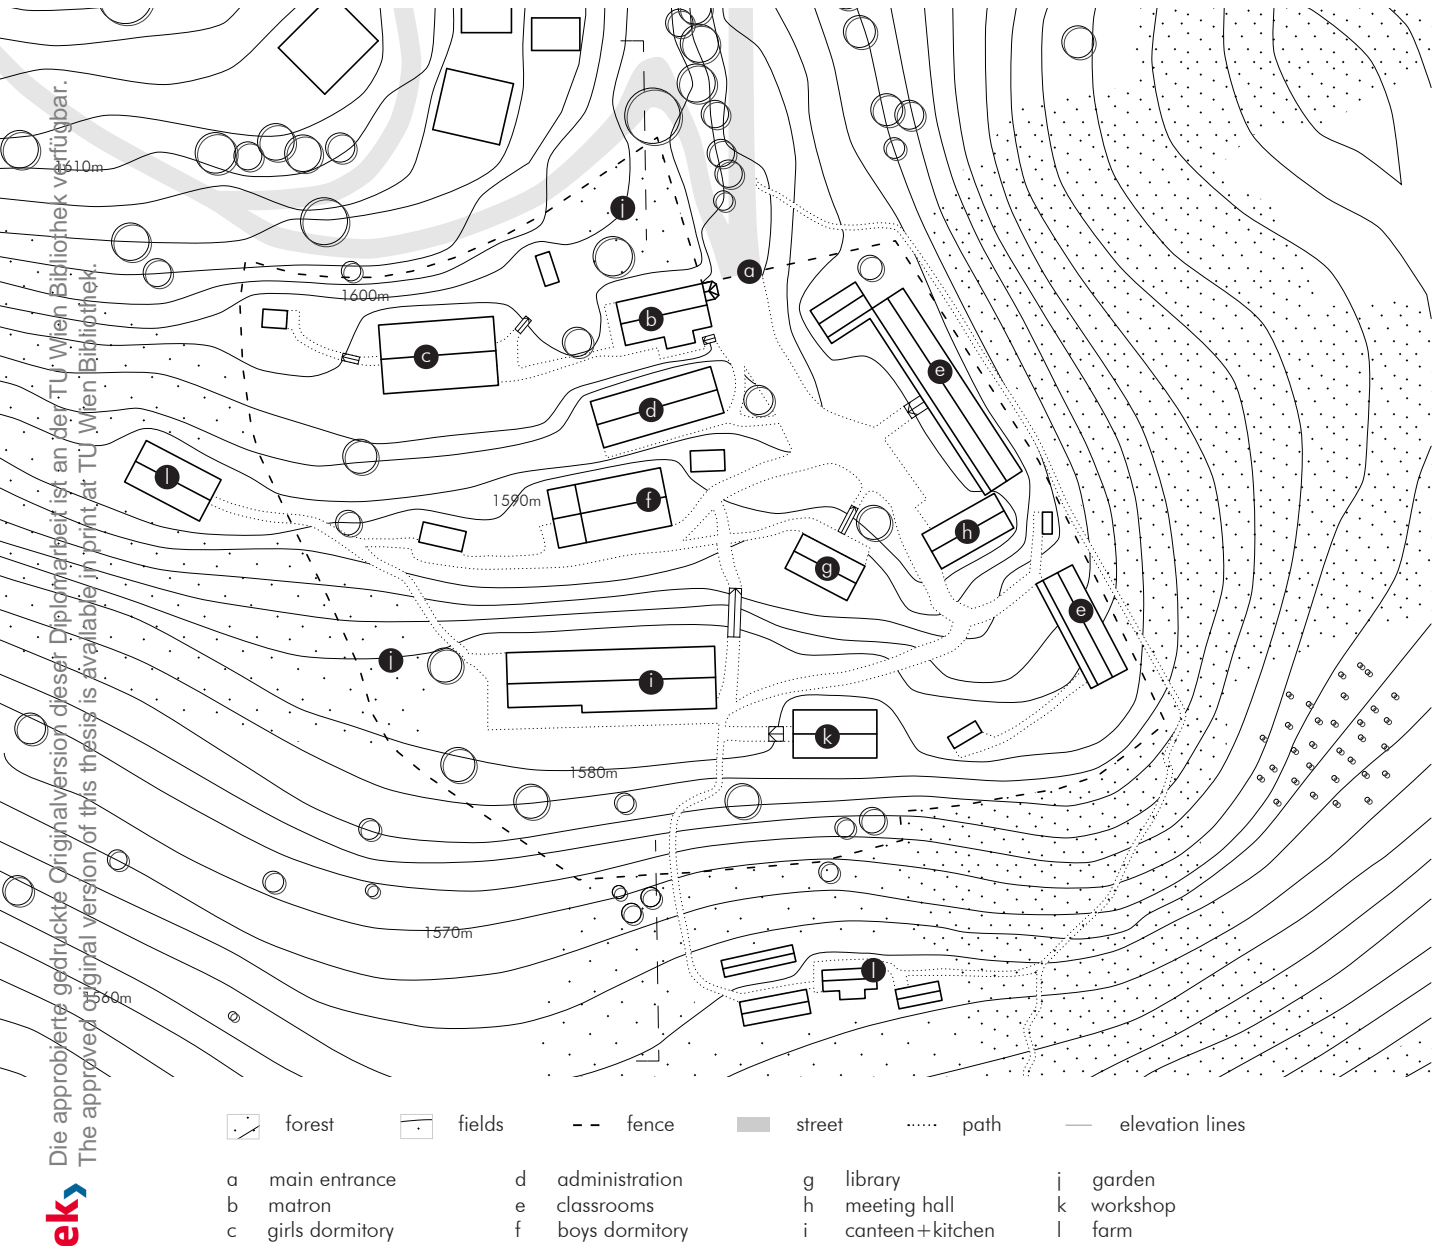 j
a
1610m
1600m
b
c
e
d
l
1590m
f
h
g
e
j
i
k
1580m
1570m
l
1560m
forest
fields
fence
street
path
elevation lines
a main entrance
b matron
c girls dormitory
d administration
e classrooms
f boys dormitory
g library
h meeting hall
i canteen+kitchen
j garden
k workshop
l farm
Die approbierte gedruckte Originalversion dieser Diplomarbeit ist an der TU Wien Bibliothek verfügbar.
The approved original version of this thesis is available in print at TU Wien Bibliothek.
ek